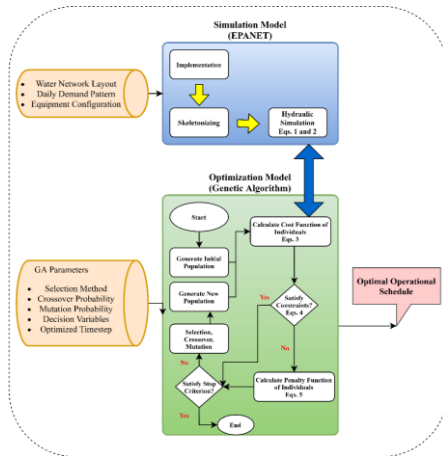 Simulation Model
(EPANET)
Implementation
Skeletonizing
Hydraulic
Simulation
Eqs. 1 and 2
• Water Network Layout
• Daily Demand Pattern
• Equipment Configuration
Optimization Model
(Genetic Algorithm)
Start
Calculate Cost Function of
Individuals
Eq. 3
Generate Initial
Population
Generate New
Population
Selection,
Crossover,
Mutation
Yes
Satisfy
Constraints?
Eq. 4
No
No
Satisfy Stop
Criterion?
Yes
Calculate Penalty Function
of Individuals
Eq. 5
End
GA Parameters
• Selection Method
• Crossover Probability
• Mutation Probability
• Decision Variables
• Optimized Timestep
Optimal Operational
Schedule